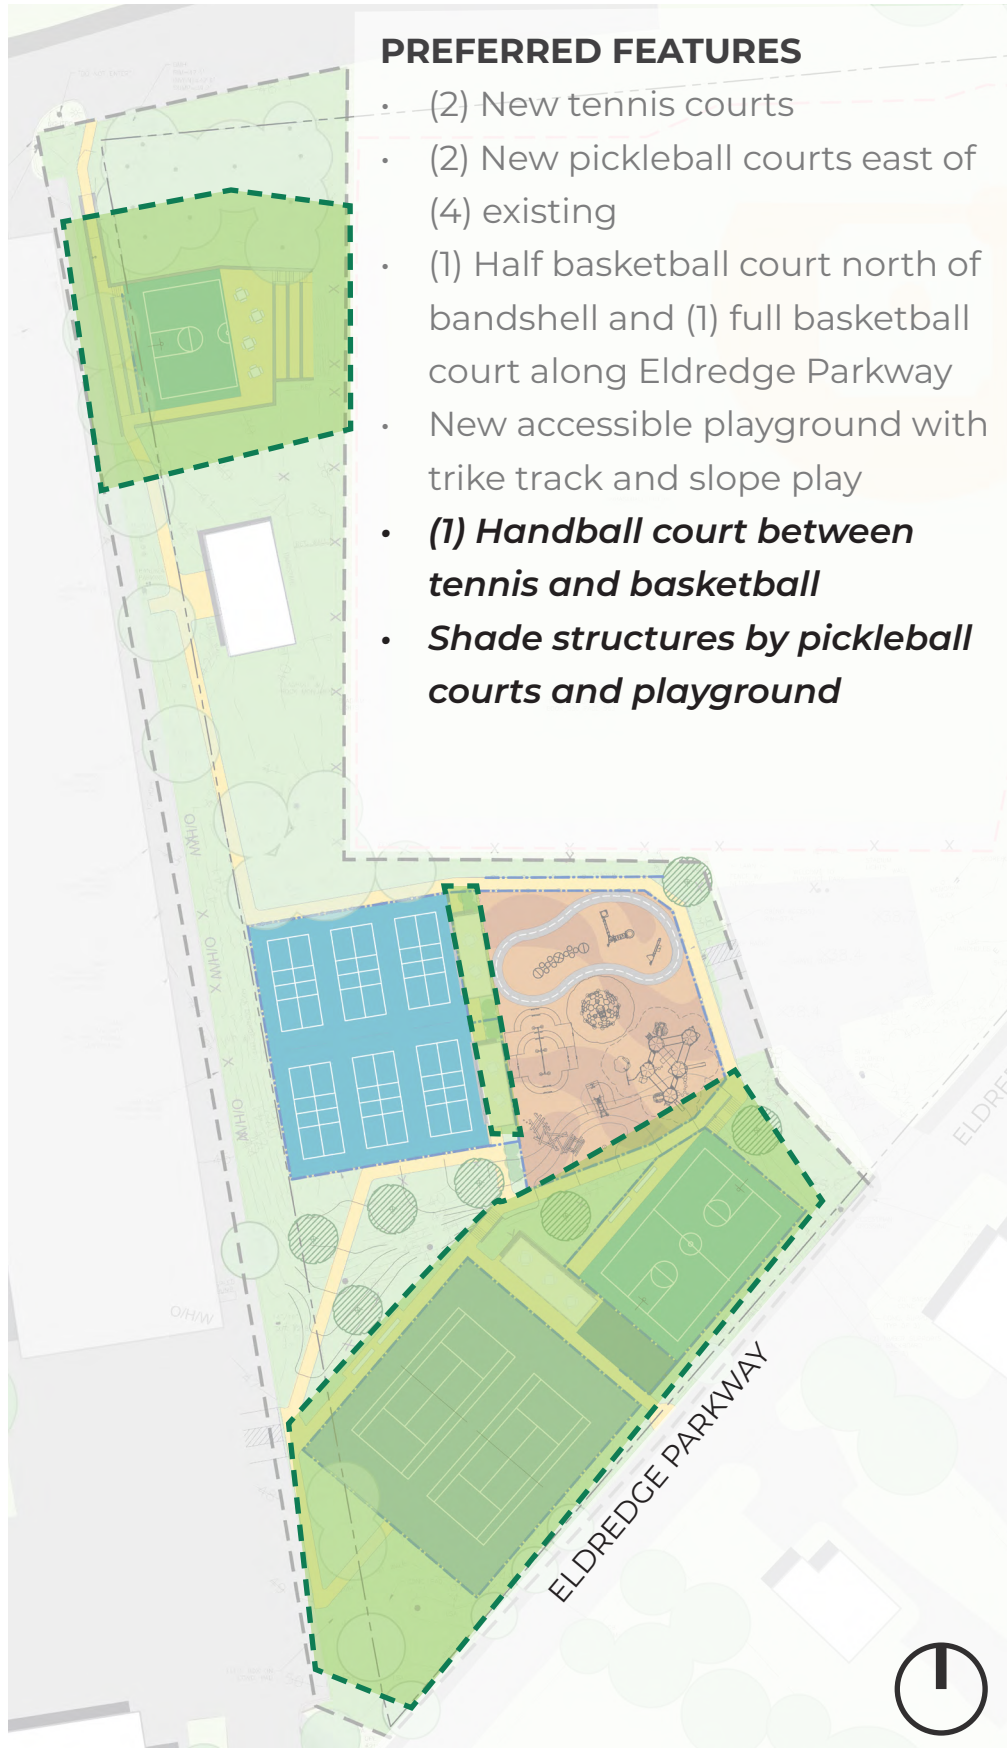 PREFERRED FEATURES
• (2) New tennis courts
• (2) New pickleball courts east of
(4) existing
• (1) Half basketball court north of
bandshell and (1) full basketball
court along Eldredge Parkway
• New accessible playground with
trike track and slope play
• (1) Handball court between
tennis and basketball
• Shade structures by pickleball
courts and playground
O/H/W
O/H/W
O/H/W
O/H/W
ELDREDGE PARKWAY